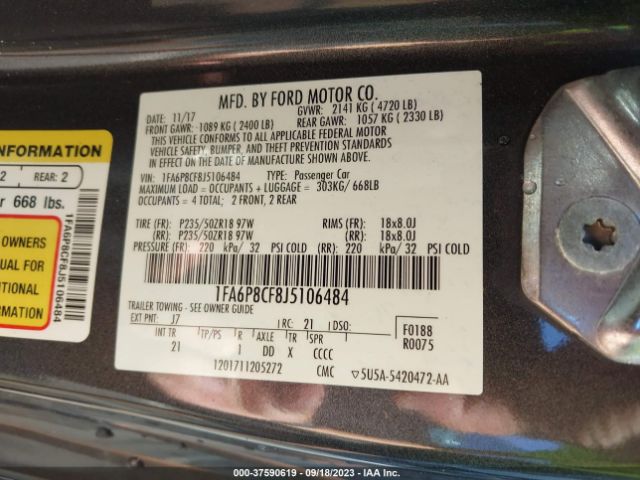 MFD. BY FORD MOTOR CO.
DATE: 11/17
GVWR: 2141 KG ( 4720 LB)
FRONT GAWR: 1089 KG ( 2400 LB)
REAR GAWR: 1057 KG ( 2330 LB)
THIS VEHICLE CONFORMS TO ALL APPLICABLE FEDERAL MOTOR
VEHICLE SAFETY, BUMPER, AND THEFT PREVENTION STANDARDS
IN EFFECT ON THE DATE OF MANUFACTURE SHOWN ABOVE.
VIN: 1FA6P8CF8J5106484 TYPE: Passenger Car
MAXIMUM LOAD = OCCUPANTS + LUGGAGE = 303KG/ 668LB
OCCUPANTS = 4 TOTAL; 2 FRONT, 2 REAR
TIRE (FR) P235/50ZR18 97W RIMS (FR) 18x8.0J
(RR) P235/50ZR18 97W (RR) 18x8.0J
PRESSURE (FR) 220 kPa/ 32 PSI COLD (RR) 220 kPa/ 32 PSI COLD
1FA6P8CF8J5106484
TRAILER TOWING - SEE OWNER GUIDE
EXT PNT: J7 RC: 21 DSO:
INT TR TP/PS R AXLE TR SPR
21 1 DD X CCCC
F0188
R0075
1201711205272 CMC ▽5U5A-5420472-AA
INFORMATION
2 REAR: 2
r 668 lbs.
OWNERS
UAL FOR
ITIONAL
MATION
1FA6P8CF8J5106484
000-37590619 - 09/18/2023 - IAA Inc.